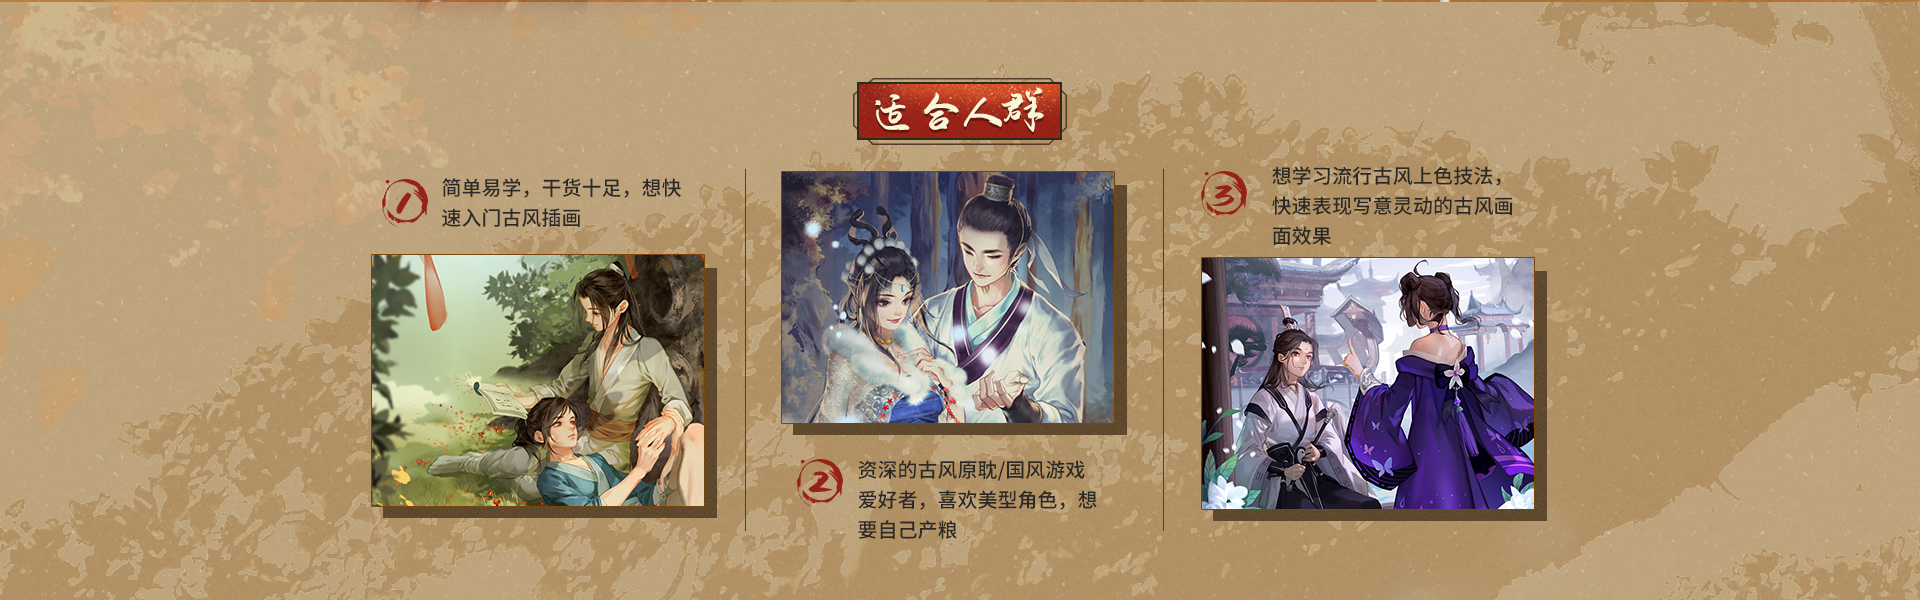 适合人群
1
简单易学，干货十足，想快
速入门古风插画
2
资深的古风原耽/国风游戏
爱好者，喜欢美型角色，想
要自己产粮
3
想学习流行古风上色技法，
快速表现写意灵动的古风画
面效果